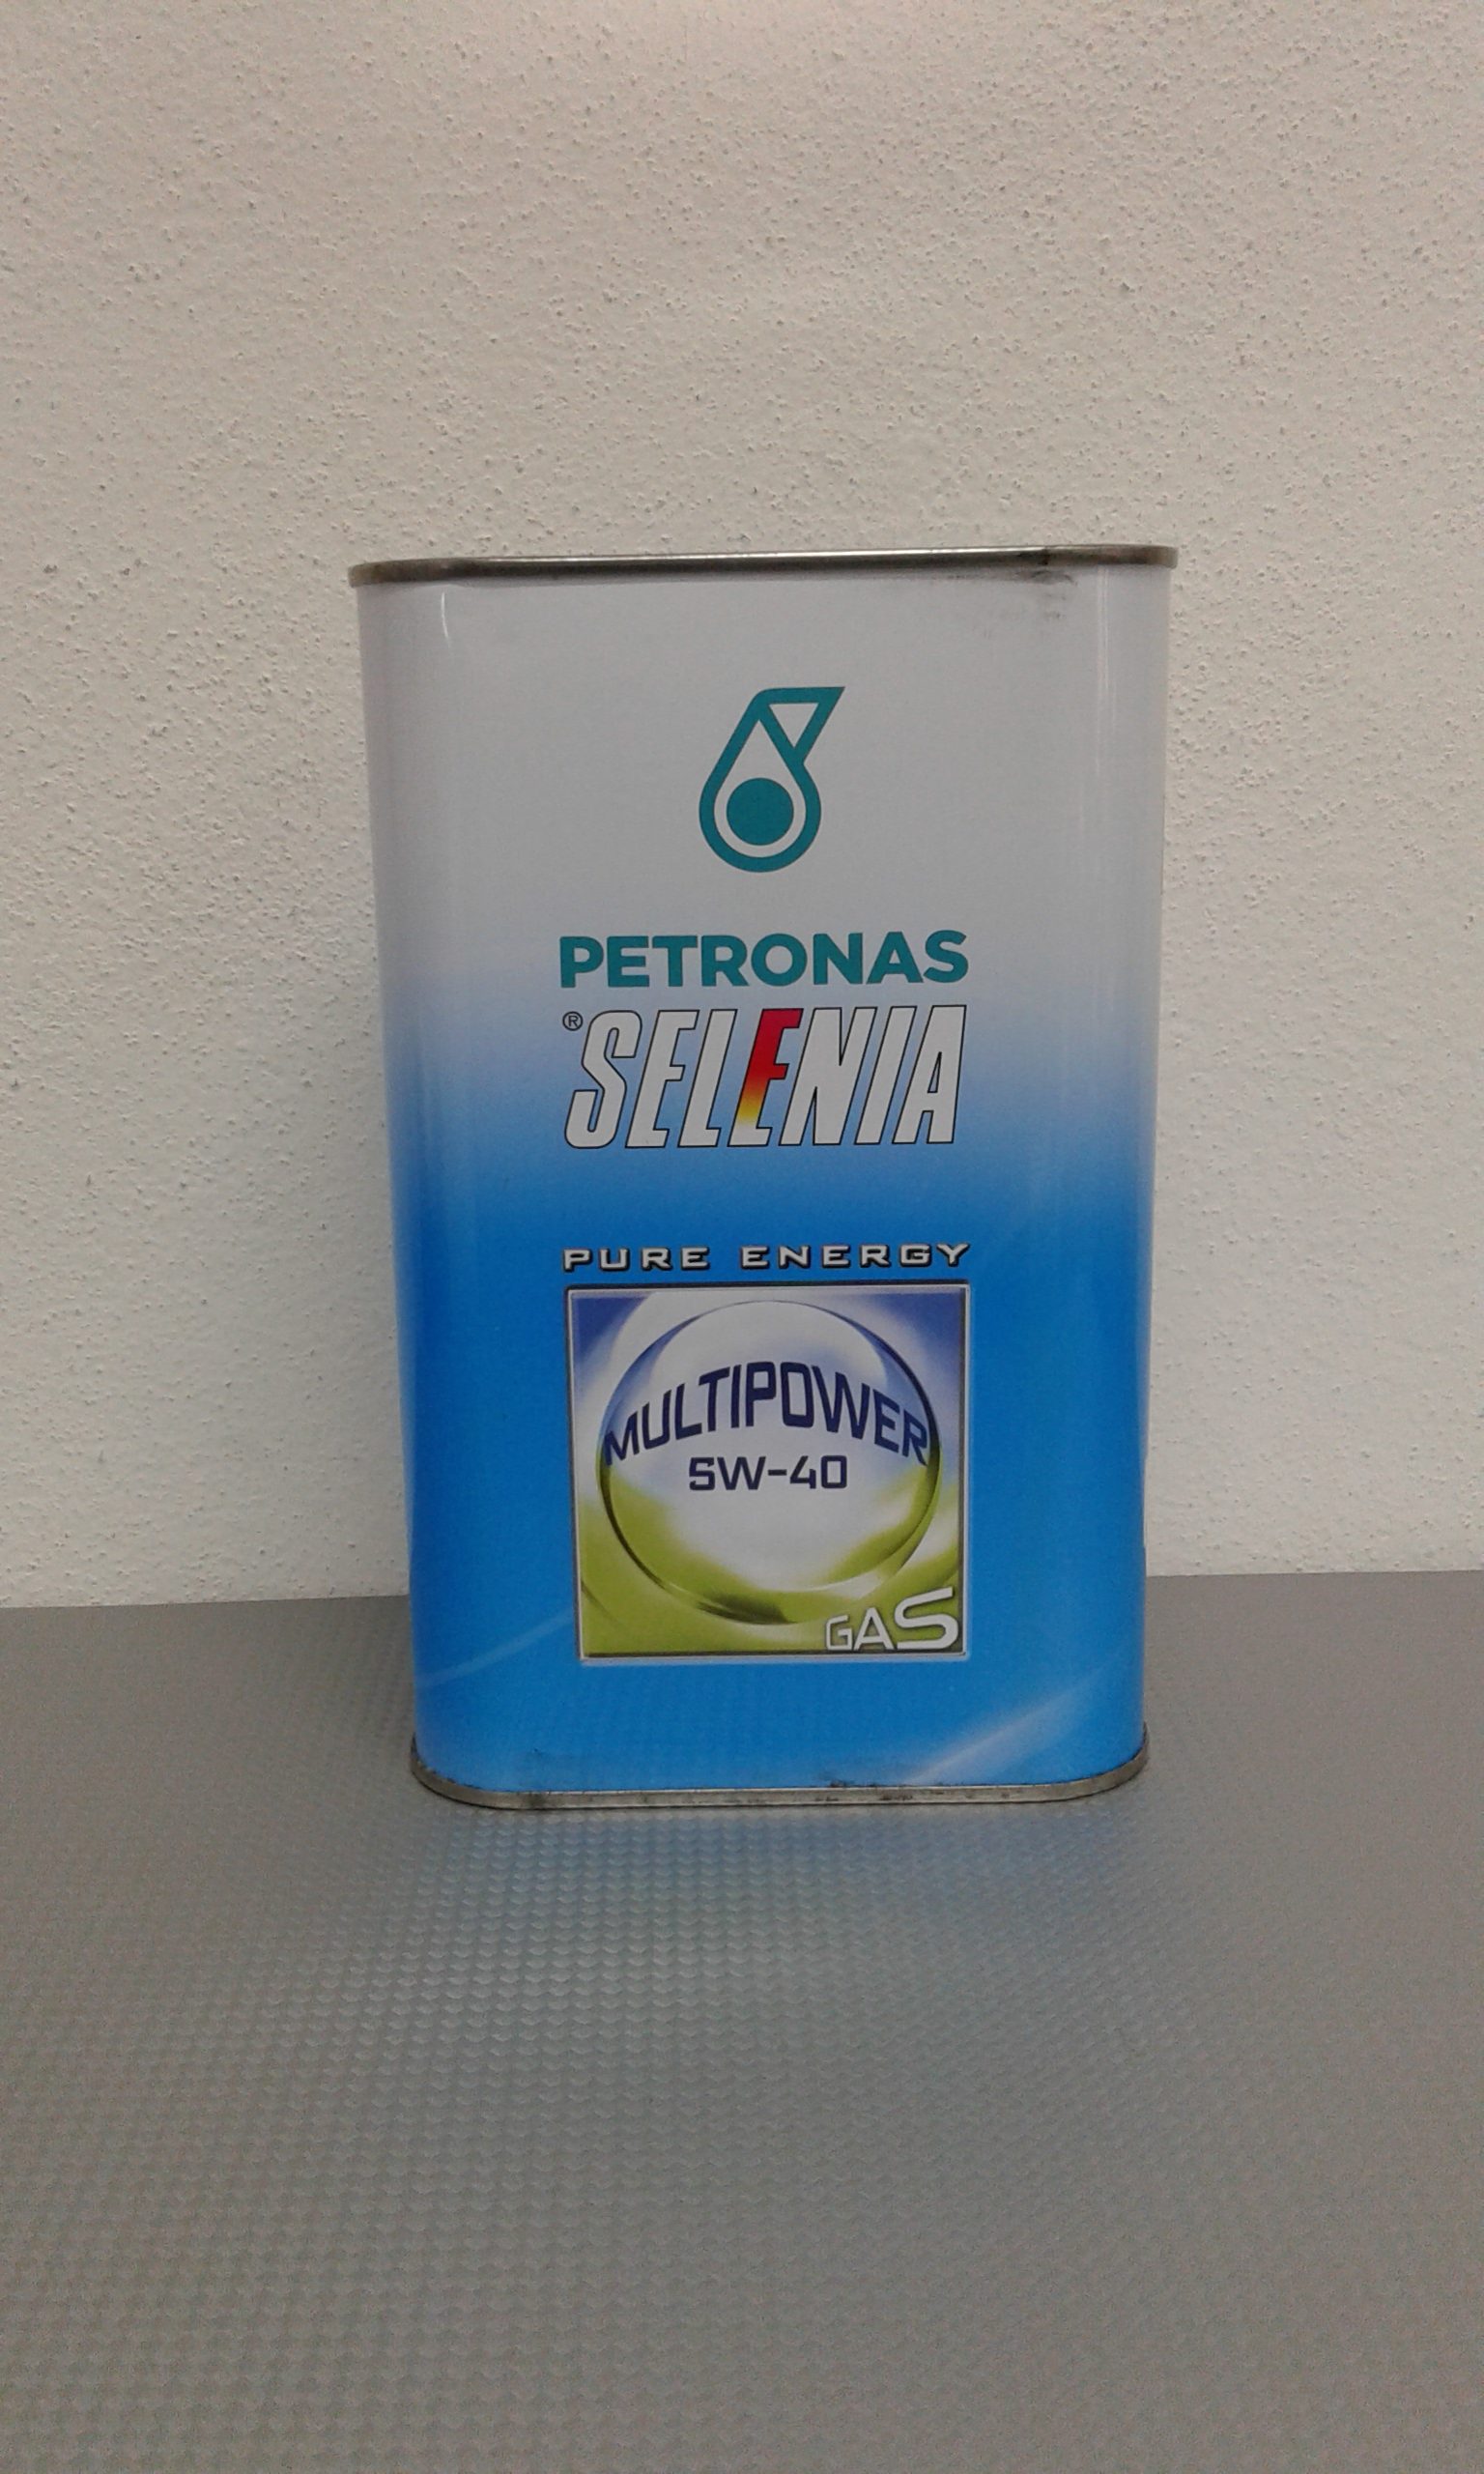 PETRONAS
®SELENIA
PURE ENERGY
MULTIPOWER
5W-40
GAS